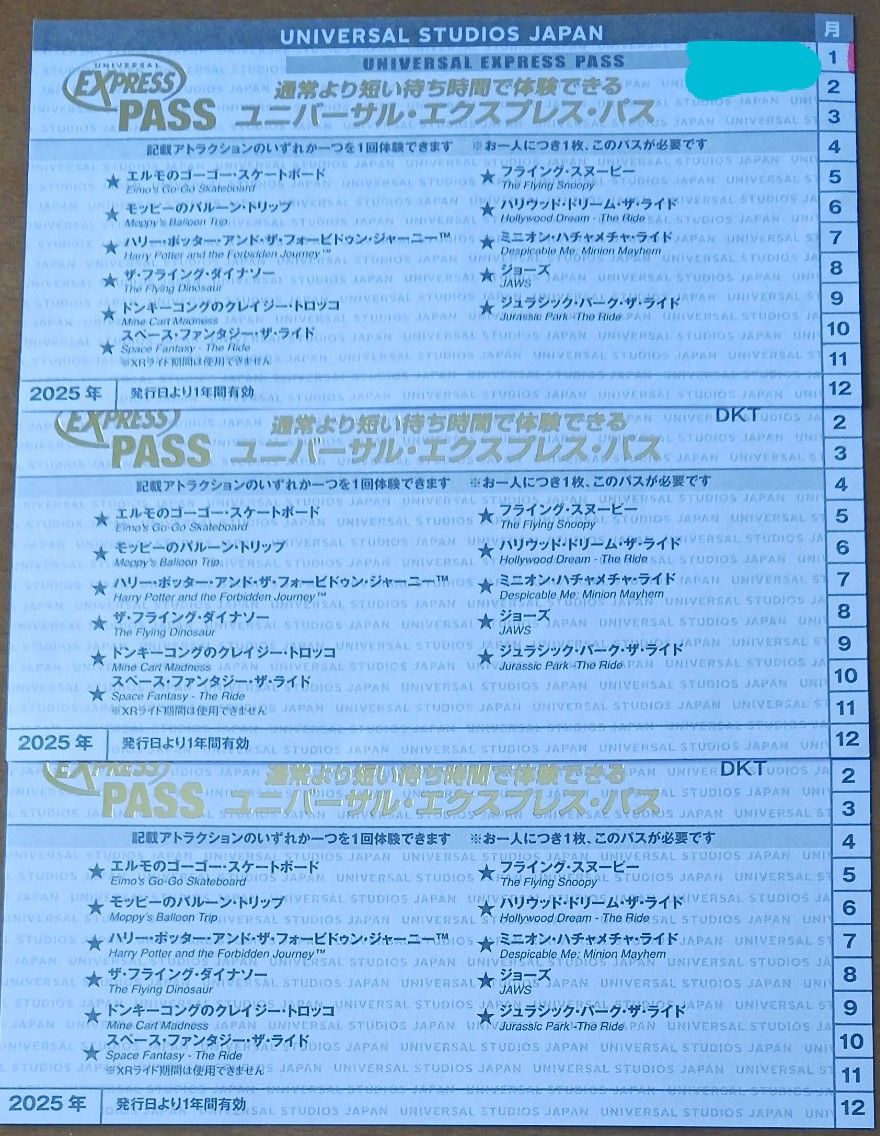 UNIVERSAL STUDIOS JAPAN
月
UNIVERSAL EXPRESS PASS
1
UNIVERSAL
EXPRESS
PASS
通常より短い待ち時間で体験できる
ユニバーサル・エクスプレス・パス
2
3
記載アトラクションのいずれか一つを1回体験できます ※お一人につき1枚、このパスが必要です
4
★ エルモのゴーゴー・スケートボード
Elmo's Go-Go Skateboard
★ フライング・スヌーピー
The Flying Snoopy
5
★ モッピーのバルーン・トリップ
Moppy's Balloon Trip
★ ハリウッド・ドリーム・ザ・ライド
Hollywood Dream - The Ride
6
★ ハリー・ポッター・アンド・ザ・フォービドゥン・ジャーニー™
Harry Potter and the Forbidden Journey™
★ ミニオン・ハチャメチャ・ライド
Despicable Me: Minion Mayhem
7
★ ザ・フライング・ダイナソー
The Flying Dinosaur
★ ジョーズ
JAWS
8
★ ドンキーコングのクレイジー・トロッコ
Mine Cart Madness
★ ジュラシック・パーク・ザ・ライド
Jurassic Park - The Ride
9
★ スペース・ファンタジー・ザ・ライド
Space Fantasy - The Ride
※XRライド期間は使用できません
10
11
2025年 発行日より1年間有効
12
EXPRESS
PASS
通常より短い待ち時間で体験できる
ユニバーサル・エクスプレス・パス
DKT
2
3
記載アトラクションのいずれか一つを1回体験できます ※お一人につき1枚、このパスが必要です
4
★ エルモのゴーゴー・スケートボード
Elmo's Go-Go Skateboard
★ フライング・スヌーピー
The Flying Snoopy
5
★ モッピーのバルーン・トリップ
Moppy's Balloon Trip
★ ハリウッド・ドリーム・ザ・ライド
Hollywood Dream - The Ride
6
★ ハリー・ポッター・アンド・ザ・フォービドゥン・ジャーニー™
Harry Potter and the Forbidden Journey™
★ ミニオン・ハチャメチャ・ライド
Despicable Me: Minion Mayhem
7
★ ザ・フライング・ダイナソー
The Flying Dinosaur
★ ジョーズ
JAWS
8
★ ドンキーコングのクレイジー・トロッコ
Mine Cart Madness
★ ジュラシック・パーク・ザ・ライド
Jurassic Park - The Ride
9
★ スペース・ファンタジー・ザ・ライド
Space Fantasy - The Ride
※XRライド期間は使用できません
10
11
2025年 発行日より1年間有効
12
EXPRESS
PASS
通常より短い待ち時間で体験できる
ユニバーサル・エクスプレス・パス
DKT
2
3
記載アトラクションのいずれか一つを1回体験できます ※お一人につき1枚、このパスが必要です
4
★ エルモのゴーゴー・スケートボード
Elmo's Go-Go Skateboard
★ フライング・スヌーピー
The Flying Snoopy
5
★ モッピーのバルーン・トリップ
Moppy's Balloon Trip
★ ハリウッド・ドリーム・ザ・ライド
Hollywood Dream - The Ride
6
★ ハリー・ポッター・アンド・ザ・フォービドゥン・ジャーニー™
Harry Potter and the Forbidden Journey™
★ ミニオン・ハチャメチャ・ライド
Despicable Me: Minion Mayhem
7
★ ザ・フライング・ダイナソー
The Flying Dinosaur
★ ジョーズ
JAWS
8
★ ドンキーコングのクレイジー・トロッコ
Mine Cart Madness
★ ジュラシック・パーク・ザ・ライド
Jurassic Park - The Ride
9
★ スペース・ファンタジー・ザ・ライド
Space Fantasy - The Ride
※XRライド期間は使用できません
10
11
2025年 発行日より1年間有効
12